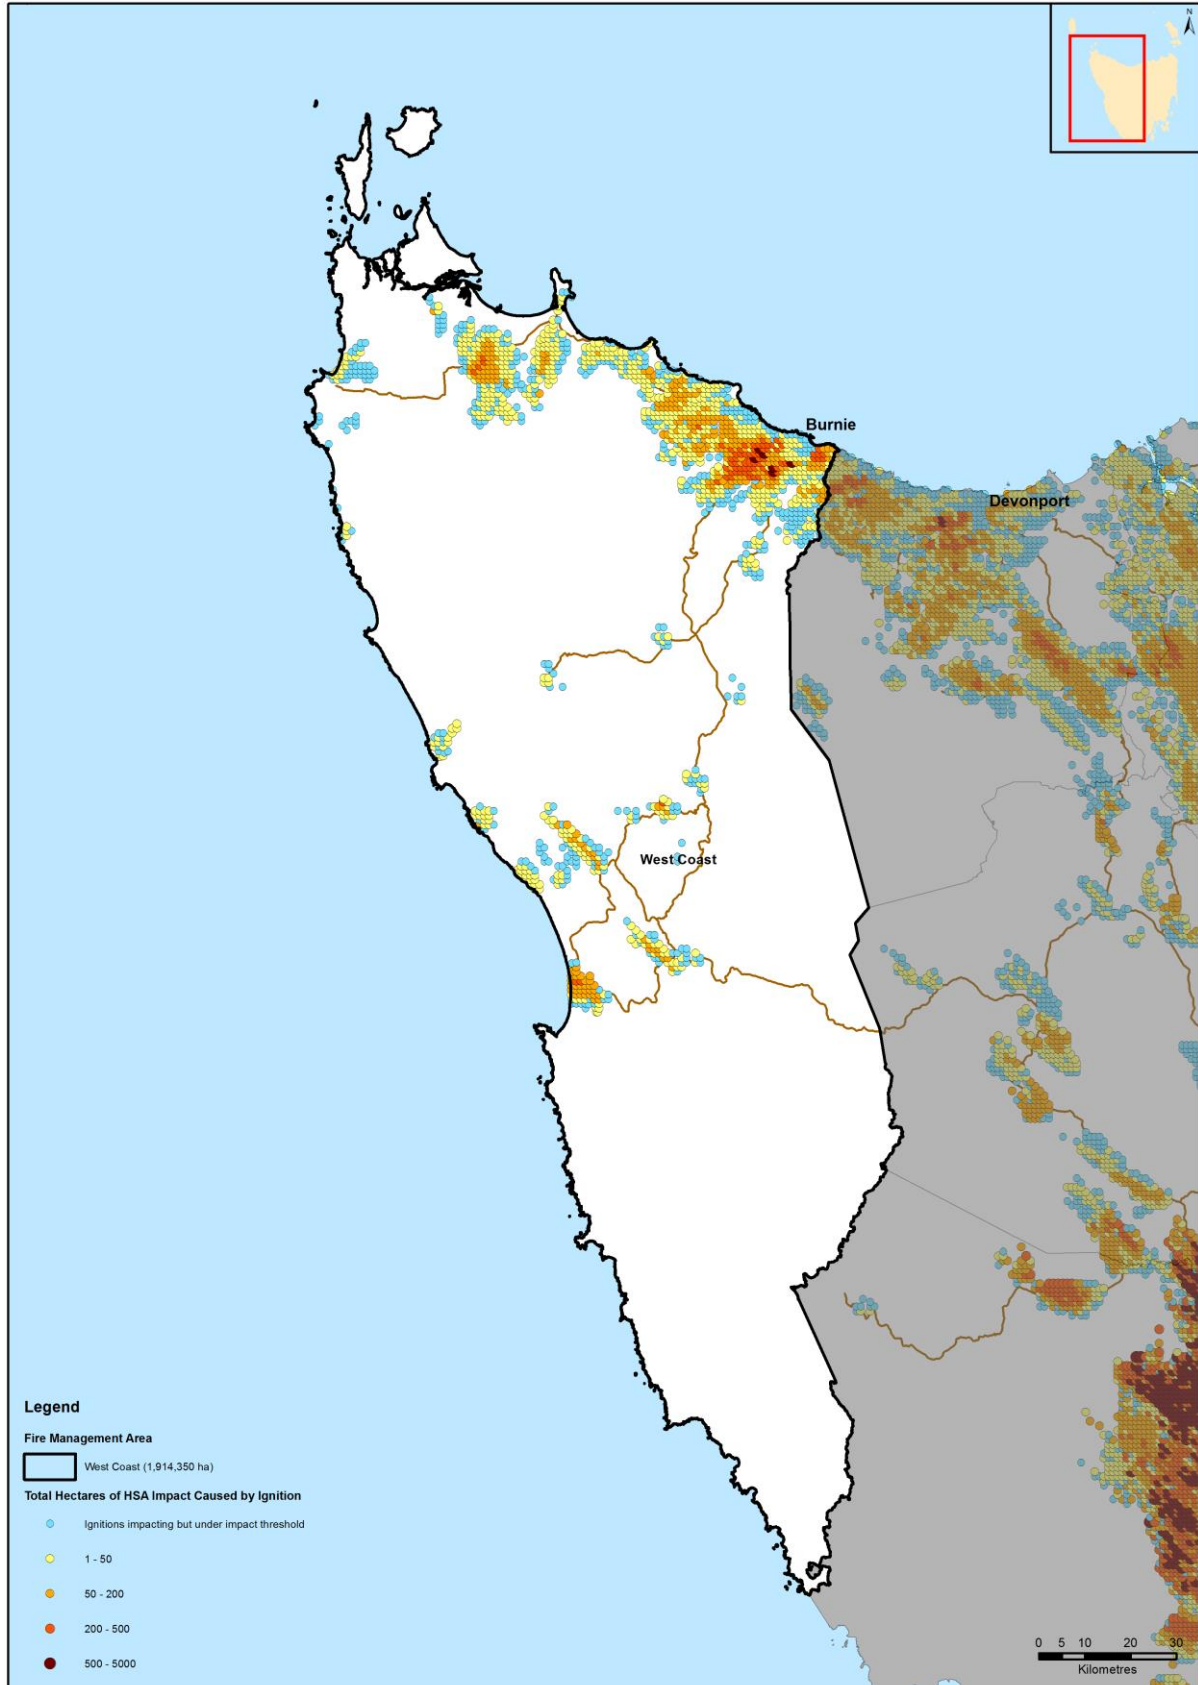 N
Burnie
Devonport
West Coast
Legend
Fire Management Area
West Coast (1,914,350 ha)
Total Hectares of HSA Impact Caused by Ignition
Ignitions impacting but under impact threshold
1 - 50
50 - 200
200 - 500
500 - 5000
0 5 10 20 30
Kilometres